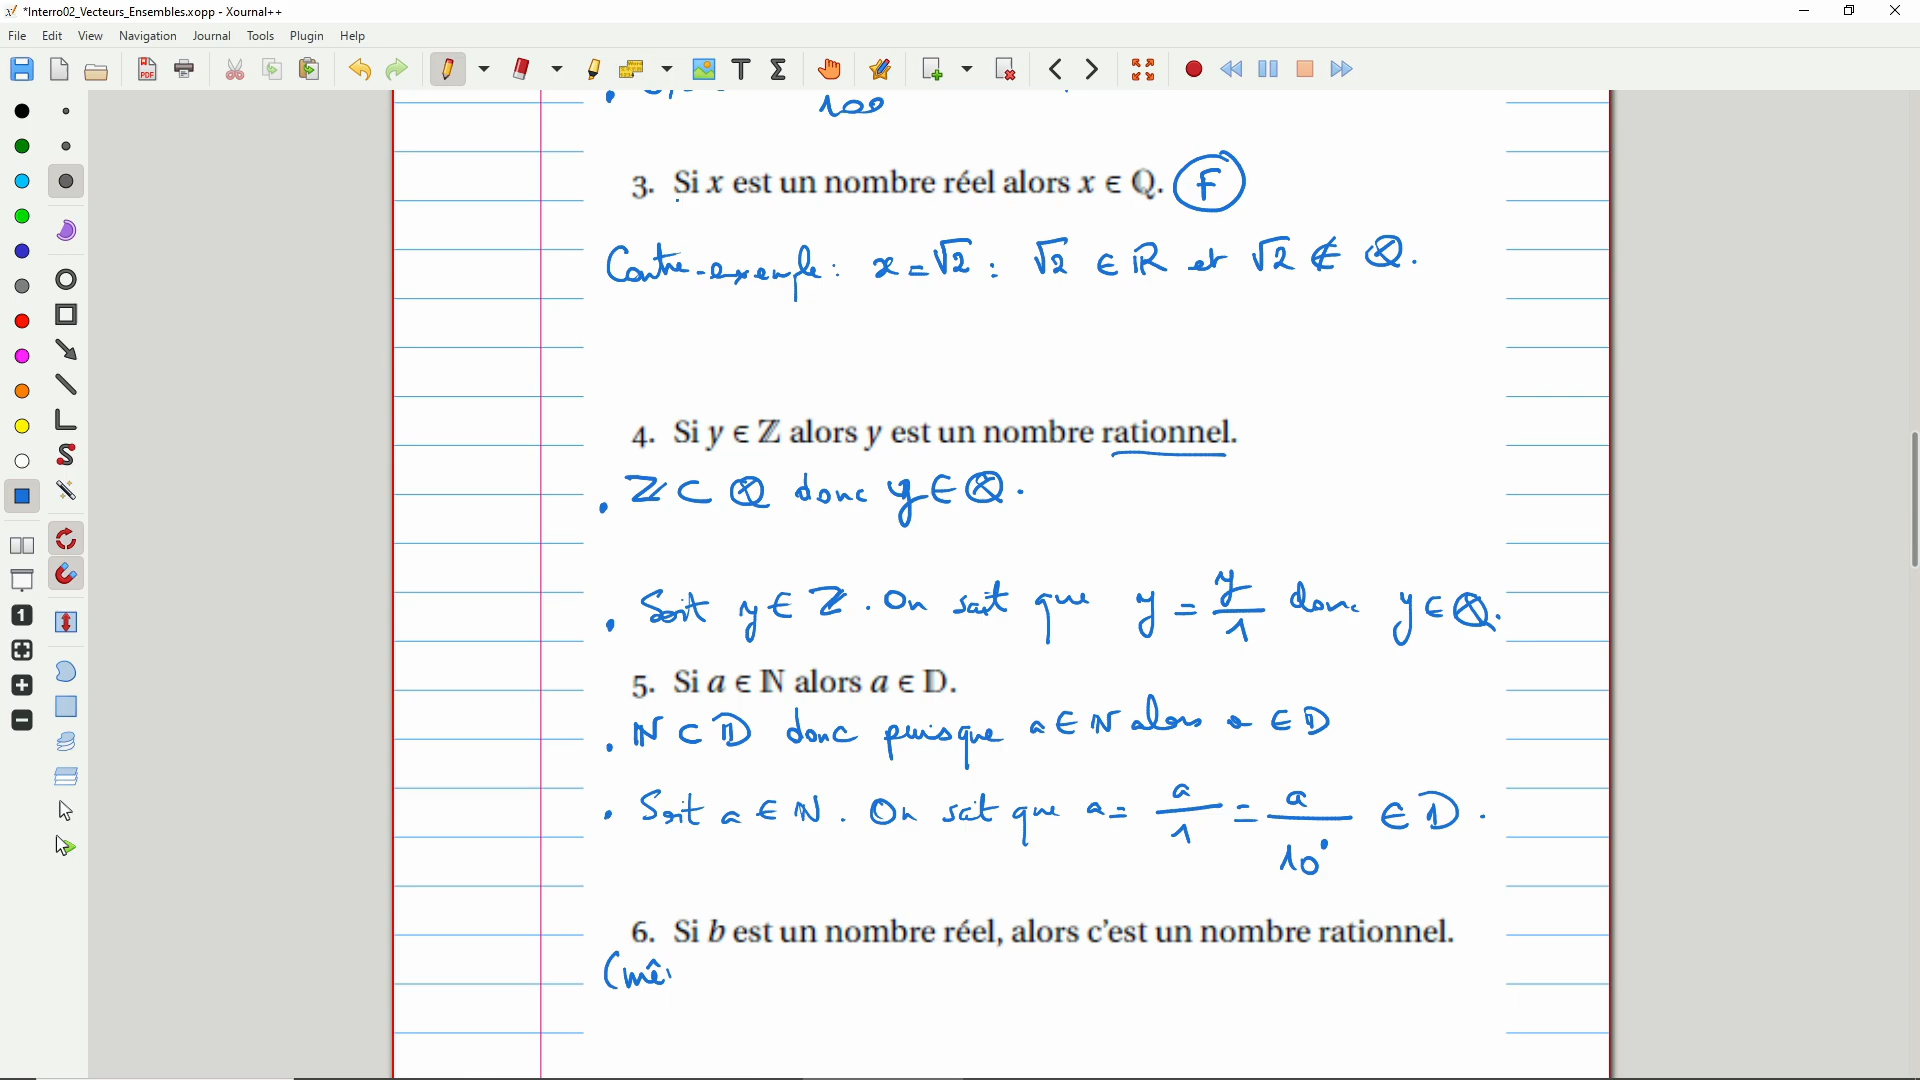 *Interro02_Vecteurs_Ensembles.xopp - Xournal++
File Edit View Navigation Journal Tools Plugin Help
100
3. Si x est un nombre réel alors x ∈ ℚ. F
Contre-exemple : x = √2 : √2 ∈ ℝ et √2 ∉ ℚ.
4. Si y ∈ ℤ alors y est un nombre rationnel.
• ℤ ⊂ ℚ donc y ∈ ℚ.
• Soit y ∈ ℤ. On sait que y = y/1 donc y ∈ ℚ.
5. Si a ∈ ℕ alors a ∈ 𝔻.
• ℕ ⊂ 𝔻 donc puisque a ∈ ℕ alors a ∈ 𝔻
• Soit a ∈ ℕ. On sait que a = a/1 = a/10⁰ ∈ 𝔻.
6. Si b est un nombre réel, alors c'est un nombre rationnel.
(mê